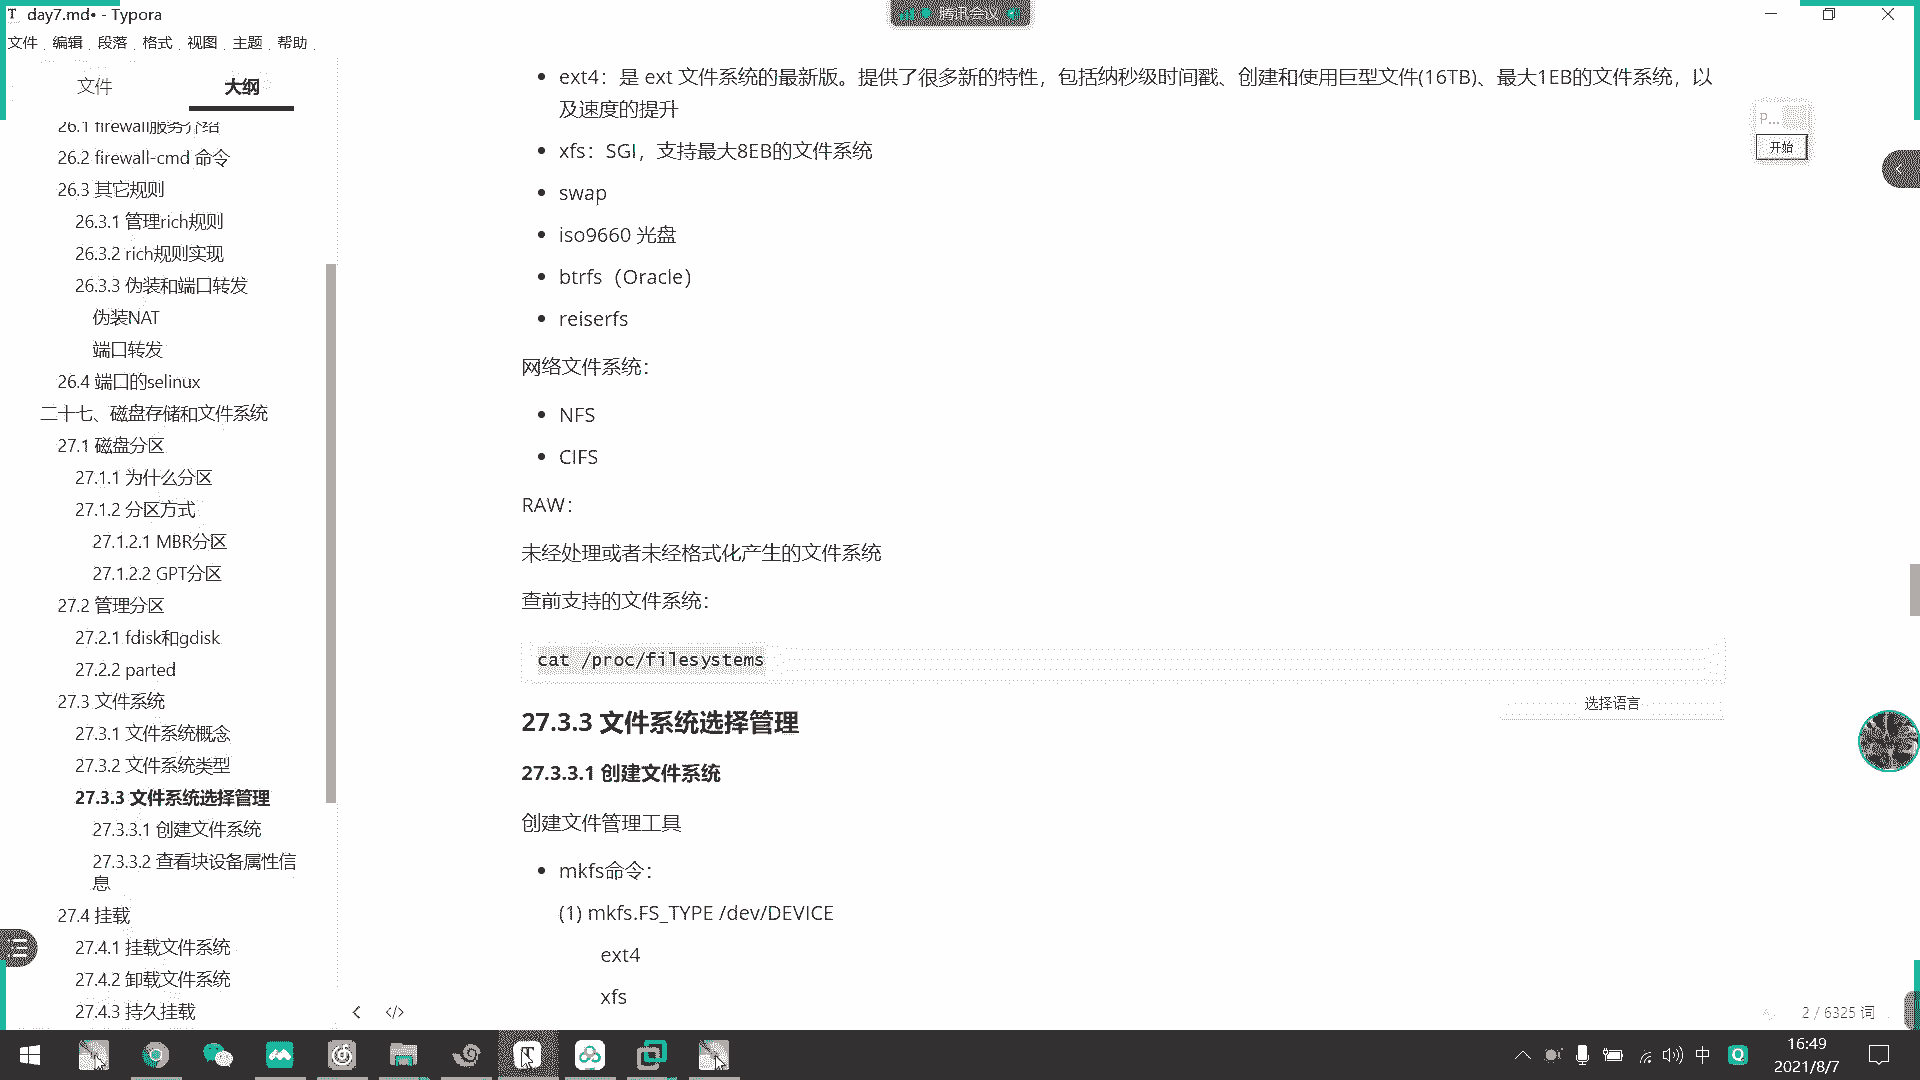 day7.md• - Typora
腾讯会议
文件 编辑 段落 格式 视图 主题 帮助
文件 大纲
26.1 firewall服务介绍
26.2 firewall-cmd 命令
26.3 其它规则
26.3.1 管理rich规则
26.3.2 rich规则实现
26.3.3 伪装和端口转发
伪装NAT
端口转发
26.4 端口的selinux
二十七、磁盘存储和文件系统
27.1 磁盘分区
27.1.1 为什么分区
27.1.2 分区方式
27.1.2.1 MBR分区
27.1.2.2 GPT分区
27.2 管理分区
27.2.1 fdisk和gdisk
27.2.2 parted
27.3 文件系统
27.3.1 文件系统概念
27.3.2 文件系统类型
27.3.3 文件系统选择管理
27.3.3.1 创建文件系统
27.3.3.2 查看块设备属性信
息
27.4 挂载
27.4.1 挂载文件系统
27.4.2 卸载文件系统
27.4.3 持久挂载
• ext4：是 ext 文件系统的最新版。提供了很多新的特性，包括纳秒级时间戳、创建和使用巨型文件(16TB)、最大1EB的文件系统，以
及速度的提升
• xfs：SGI，支持最大8EB的文件系统
• swap
• iso9660 光盘
• btrfs（Oracle）
• reiserfs
网络文件系统：
• NFS
• CIFS
RAW：
未经处理或者未经格式化产生的文件系统
查前支持的文件系统：
cat /proc/filesystems
选择语言
27.3.3 文件系统选择管理
27.3.3.1 创建文件系统
创建文件管理工具
• mkfs命令：
(1) mkfs.FS_TYPE /dev/DEVICE
ext4
xfs
P...
开始
2 / 6325 词
中
16:49
2021/8/7